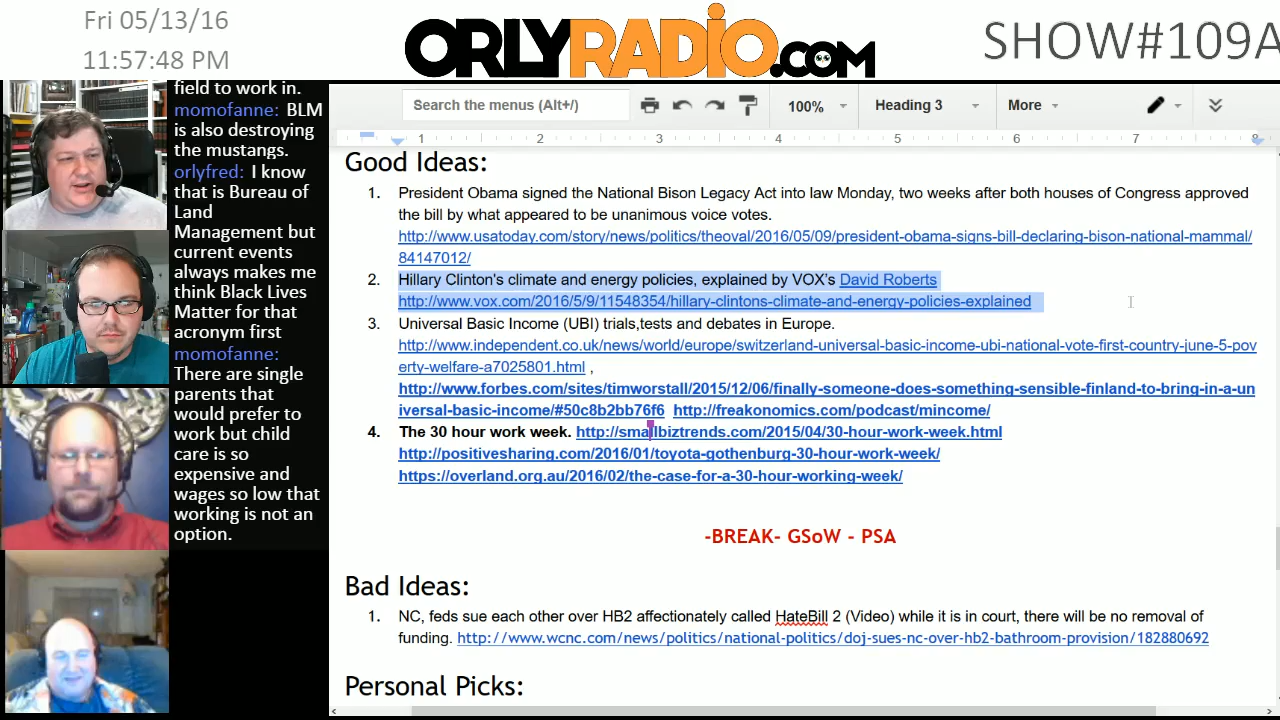 Fri 05/13/16
11:57:48 PM
ORLYRADIO.COM
SHOW#109A
field to work in.
momofanne: BLM
is also destroying
the mustangs.
orlyfred: I know
that is Bureau of
Land
Management but
current events
always makes me
think Black Lives
Matter for that
acronym first
momofanne:
There are single
parents that
would prefer to
work but child
care is so
expensive and
wages so low that
working is not an
option.
Search the menus (Alt+/)
100%
Heading 3
More
1 2 3 4 5 6 7 8
Good Ideas:
1. President Obama signed the National Bison Legacy Act into law Monday, two weeks after both houses of Congress approved
the bill by what appeared to be unanimous voice votes.
http://www.usatoday.com/story/news/politics/theoval/2016/05/09/president-obama-signs-bill-declaring-bison-national-mammal/
84147012/
2. Hillary Clinton's climate and energy policies, explained by VOX's David Roberts
http://www.vox.com/2016/5/9/11548354/hillary-clintons-climate-and-energy-policies-explained
3. Universal Basic Income (UBI) trials,tests and debates in Europe.
http://www.independent.co.uk/news/world/europe/switzerland-universal-basic-income-ubi-national-vote-first-country-june-5-pov
erty-welfare-a7025801.html ,
http://www.forbes.com/sites/timworstall/2015/12/06/finally-someone-does-something-sensible-finland-to-bring-in-a-un
iversal-basic-income/#50c8b2bb76f6 http://freakonomics.com/podcast/mincome/
4. The 30 hour work week. http://smallbiztrends.com/2015/04/30-hour-work-week.html
http://positivesharing.com/2016/01/toyota-gothenburg-30-hour-work-week/
https://overland.org.au/2016/02/the-case-for-a-30-hour-working-week/
-BREAK- GSoW - PSA
Bad Ideas:
1. NC, feds sue each other over HB2 affectionately called HateBill 2 (Video) while it is in court, there will be no removal of
funding. http://www.wcnc.com/news/politics/national-politics/doj-sues-nc-over-hb2-bathroom-provision/182880692
Personal Picks: